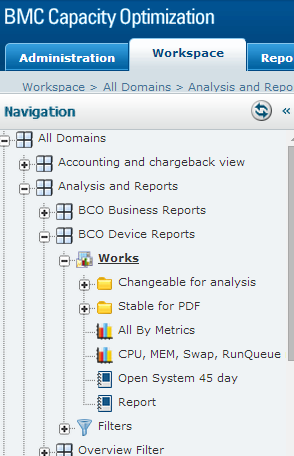 BMC Capacity Optimization
Administration
Workspace
Repo
Workspace > All Domains > Analysis and Repo
Navigation
«
All Domains
Accounting and chargeback view
Analysis and Reports
BCO Business Reports
BCO Device Reports
Works
Changeable for analysis
Stable for PDF
All By Metrics
CPU, MEM, Swap, RunQueue
Open System 45 day
Report
Filters
Overview Filter